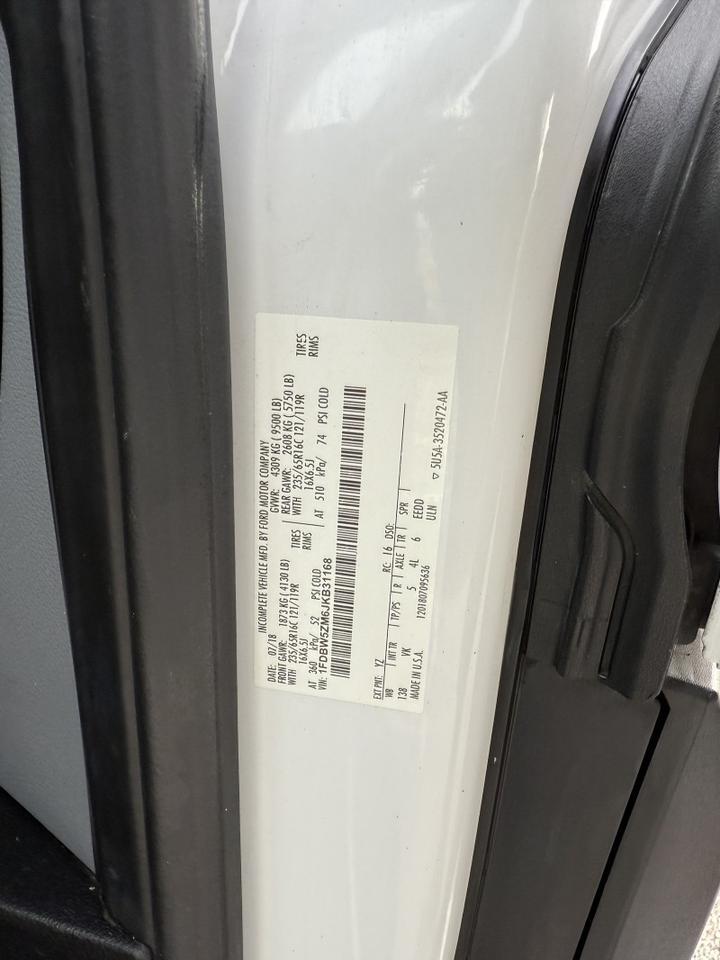 INCOMPLETE VEHICLE MFD. BY FORD MOTOR COMPANY
DATE: 07/18 GVWR: 4309 KG ( 9500 LB)
FRONT GAWR: 1873 KG ( 4130 LB) REAR GAWR: 2608 KG ( 5750 LB)
WITH 235/65R16C 121/119R TIRES WITH 235/65R16C 121/119R TIRES
16X6.5J RIMS 16X6.5J RIMS
AT 360 kPa/ 52 PSI COLD AT 510 kPa/ 74 PSI COLD
VIN: 1FDBW5ZM6JKB31168
EXT PNT: YZ RC: 16 DSO:
WB INT TR TP/PS R AXLE TR SPR
138 VK 5 4L 6 EEDD
MADE IN U.S.A. 1201807095636 ULN
▽ 5U5A-3520472-AA